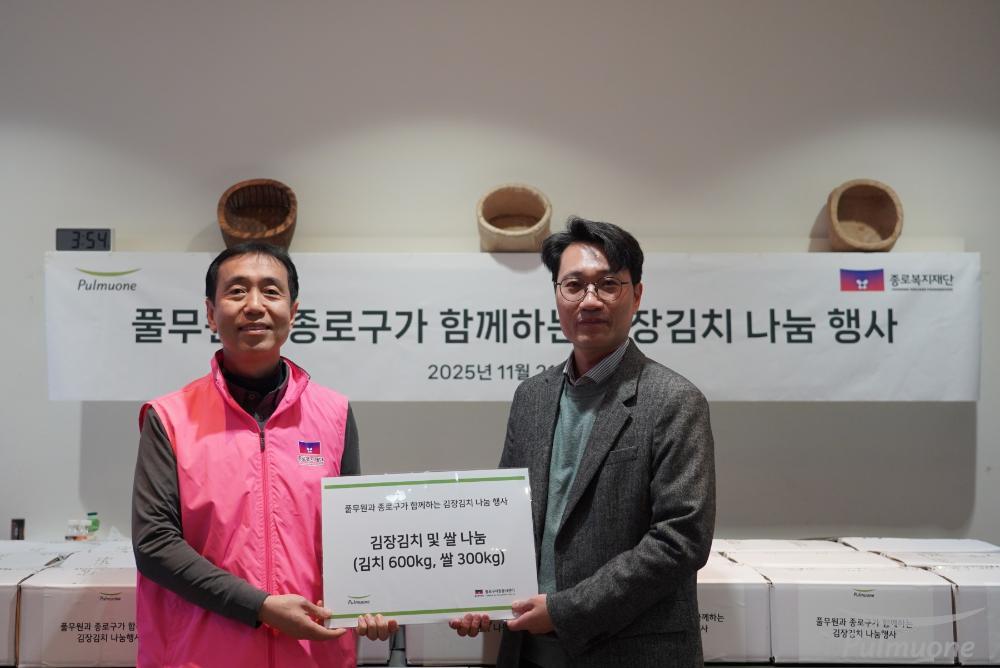 3:54
Pulmuone
종로복지재단
풀무원 종로구가 함께하는 장김치 나눔 행사
2025년 11월 2
풀무원과 종로구가 함께하는 김장김치 나눔 행사
김장김치 및 쌀 나눔
(김치 600kg, 쌀 300kg)
Pulmuone
Pulmuone
풀무원과 종로구가 함께하는
김장김치 나눔행사
풀무원과 종로구가 함께하는
김장김치 나눔행사
Pulmuone